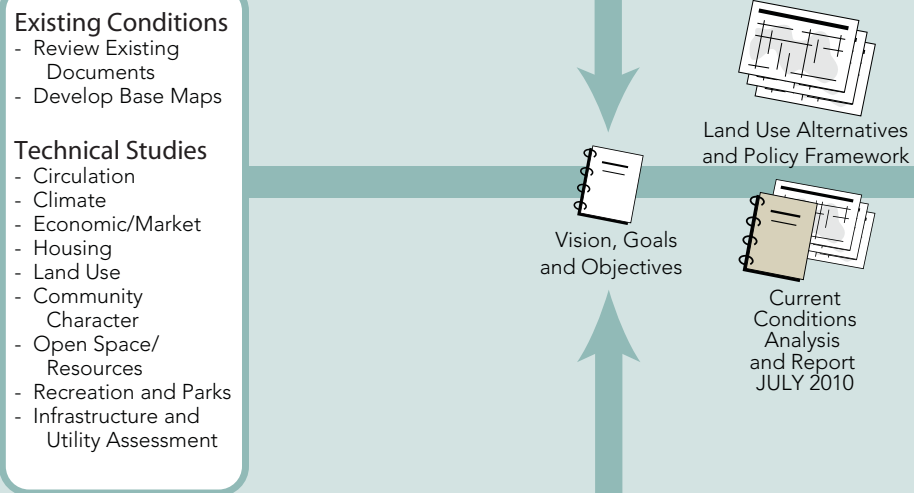 Existing Conditions
- Review Existing
Documents
- Develop Base Maps
Technical Studies
- Circulation
- Climate
- Economic/Market
- Housing
- Land Use
- Community
Character
- Open Space/
Resources
- Recreation and Parks
- Infrastructure and
Utility Assessment
Vision, Goals
and Objectives
Land Use Alternatives
and Policy Framework
Current
Conditions
Analysis
and Report
JULY 2010